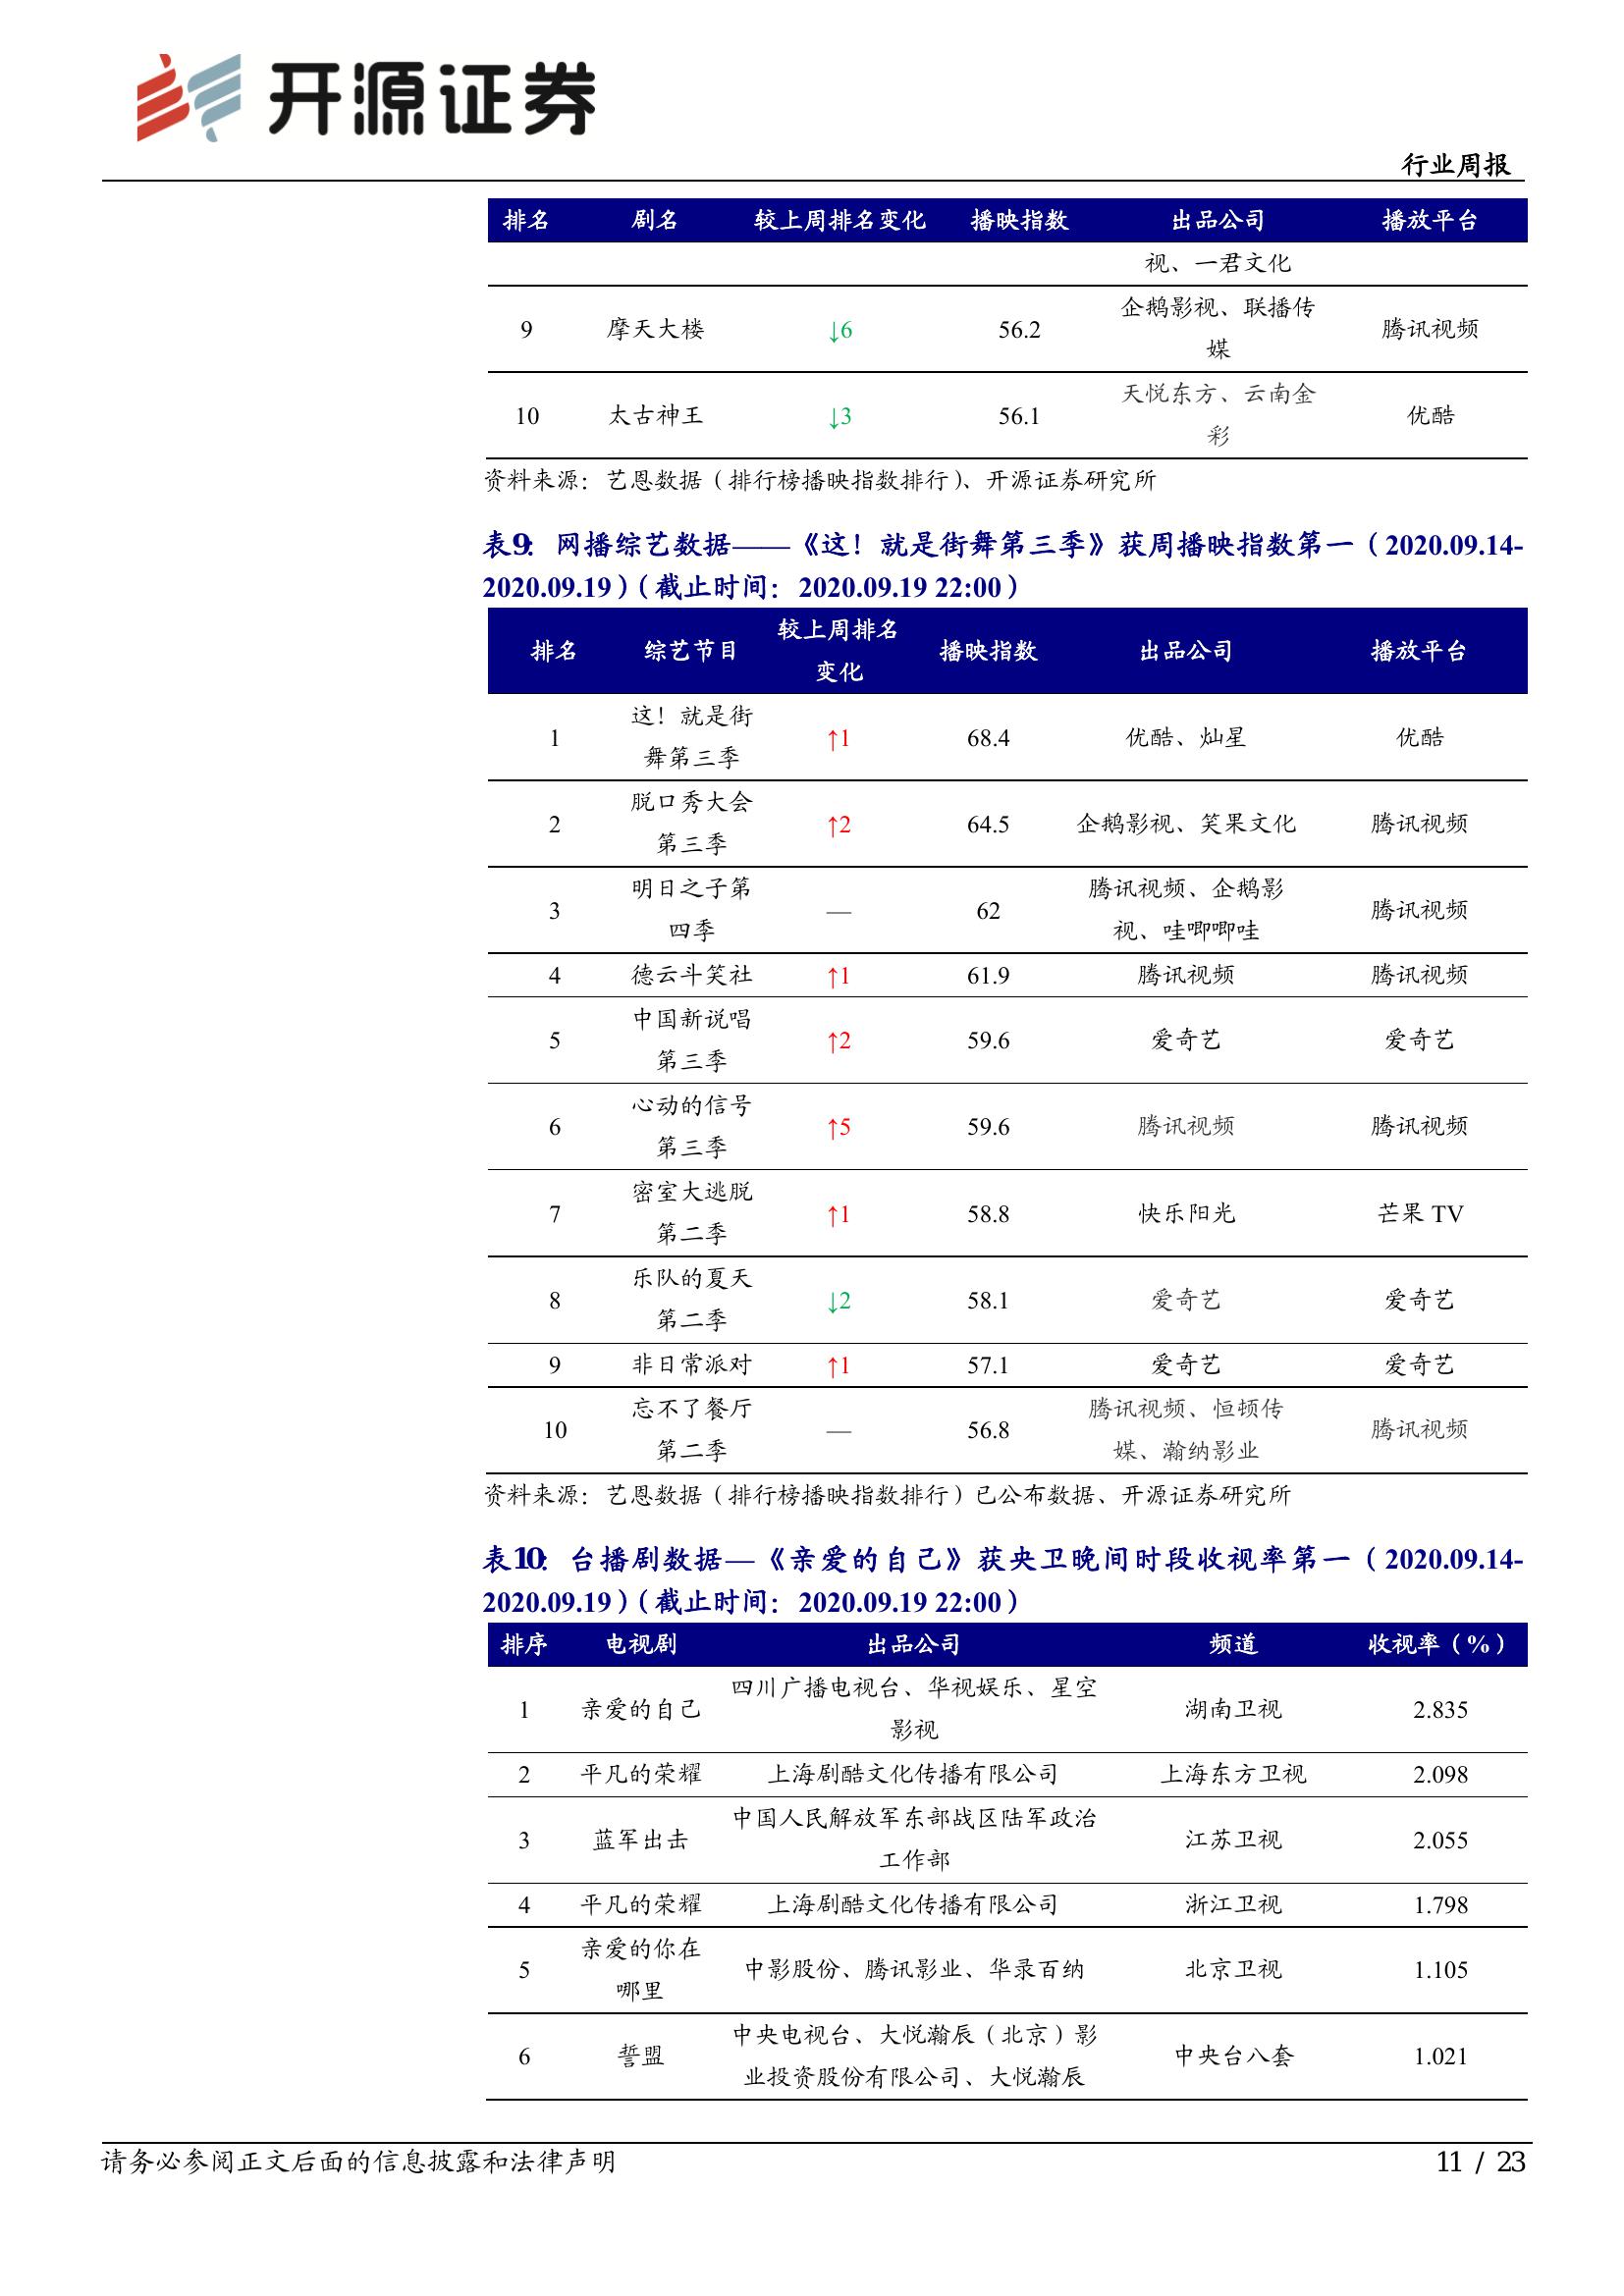 开源证券
行业周报
排名 剧名 较上周排名变化 播映指数 出品公司 播放平台
视、一君文化
企鹅影视、联播传
9 摩天大楼 ↓6 56.2 腾讯视频
媒
天悦东方、云南金
10 太古神王 ↓3 56.1 优酷
彩
资料来源：艺恩数据（排行榜播映指数排行）、开源证券研究所
表9：网播综艺数据——《这！就是街舞第三季》获周播映指数第一（2020.09.14-
2020.09.19）（截止时间：2020.09.19 22:00）
较上周排名
排名 综艺节目 播映指数 出品公司 播放平台
变化
这！就是街
1 ↑1 68.4 优酷、灿星 优酷
舞第三季
脱口秀大会
2 ↑2 64.5 企鹅影视、笑果文化 腾讯视频
第三季
明日之子第 腾讯视频、企鹅影
3 — 62 腾讯视频
四季 视、哇唧唧哇
4 德云斗笑社 ↑1 61.9 腾讯视频 腾讯视频
中国新说唱
5 ↑2 59.6 爱奇艺 爱奇艺
第三季
心动的信号
6 ↑5 59.6 腾讯视频 腾讯视频
第三季
密室大逃脱
7 ↑1 58.8 快乐阳光 芒果 TV
第二季
乐队的夏天
8 ↓2 58.1 爱奇艺 爱奇艺
第二季
9 非日常派对 ↑1 57.1 爱奇艺 爱奇艺
忘不了餐厅 腾讯视频、恒顿传
10 — 56.8 腾讯视频
第二季 媒、瀚纳影业
资料来源：艺恩数据（排行榜播映指数排行）已公布数据、开源证券研究所
表10：台播剧数据—《亲爱的自己》获央卫晚间时段收视率第一（2020.09.14-
2020.09.19）（截止时间：2020.09.19 22:00）
排序 电视剧 出品公司 频道 收视率（%）
四川广播电视台、华视娱乐、星空
1 亲爱的自己 湖南卫视 2.835
影视
2 平凡的荣耀 上海剧酷文化传播有限公司 上海东方卫视 2.098
中国人民解放军东部战区陆军政治
3 蓝军出击 江苏卫视 2.055
工作部
4 平凡的荣耀 上海剧酷文化传播有限公司 浙江卫视 1.798
亲爱的你在
5 中影股份、腾讯影业、华录百纳 北京卫视 1.105
哪里
中央电视台、大悦瀚辰（北京）影
6 誓盟 中央台八套 1.021
业投资股份有限公司、大悦瀚辰
请务必参阅正文后面的信息披露和法律声明 11 / 23